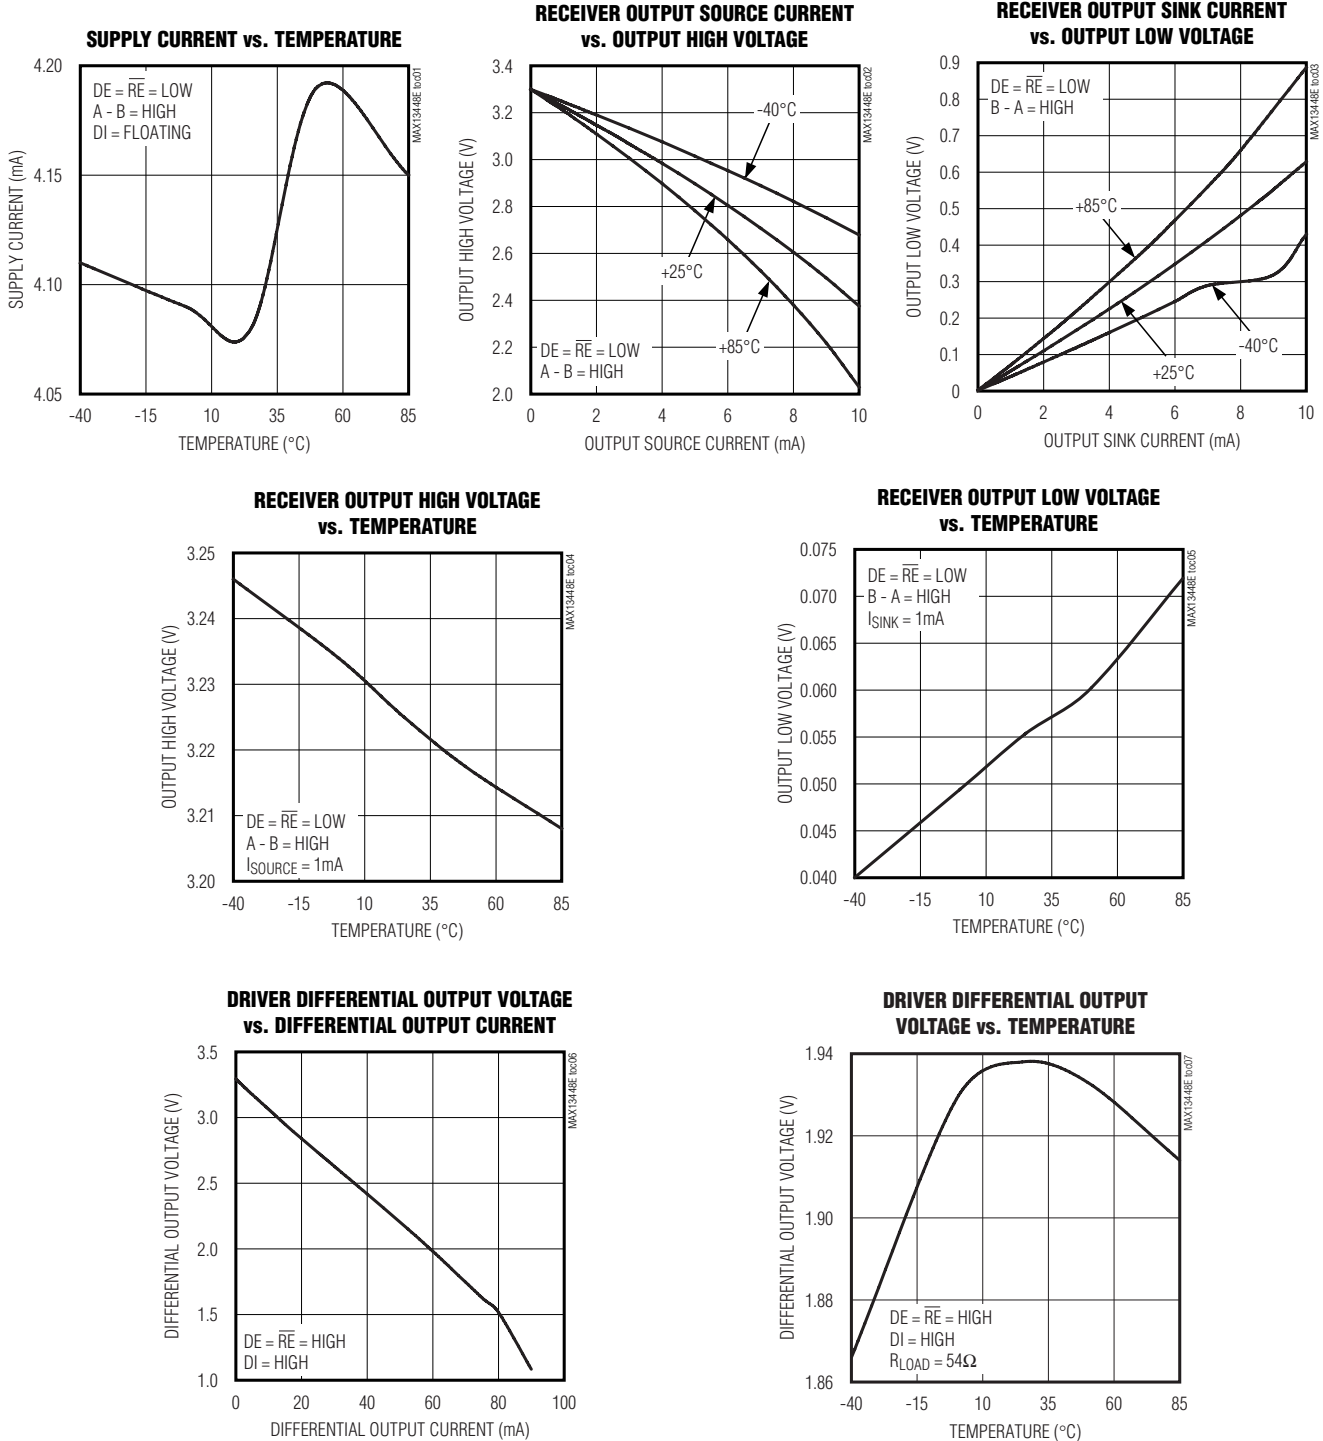 SUPPLY CURRENT vs. TEMPERATURE
4.20
4.15
4.10
4.05
SUPPLY CURRENT (mA)
DE = R̅E̅ = LOW
A - B = HIGH
DI = FLOATING
MAX13448E toc01
-40 -15 10 35 60 85
TEMPERATURE (°C)
RECEIVER OUTPUT SOURCE CURRENT
vs. OUTPUT HIGH VOLTAGE
3.4
3.2
3.0
2.8
2.6
2.4
2.2
2.0
OUTPUT HIGH VOLTAGE (V)
-40°C
+25°C
+85°C
DE = R̅E̅ = LOW
A - B = HIGH
MAX13448E toc02
0 2 4 6 8 10
OUTPUT SOURCE CURRENT (mA)
RECEIVER OUTPUT SINK CURRENT
vs. OUTPUT LOW VOLTAGE
0.9
0.8
0.7
0.6
0.5
0.4
0.3
0.2
0.1
0
OUTPUT LOW VOLTAGE (V)
DE = R̅E̅ = LOW
B - A = HIGH
+85°C
-40°C
+25°C
MAX13448E toc03
0 2 4 6 8 10
OUTPUT SINK CURRENT (mA)
RECEIVER OUTPUT HIGH VOLTAGE
vs. TEMPERATURE
3.25
3.24
3.23
3.22
3.21
3.20
OUTPUT HIGH VOLTAGE (V)
DE = R̅E̅ = LOW
A - B = HIGH
ISOURCE = 1mA
MAX13448E toc04
-40 -15 10 35 60 85
TEMPERATURE (°C)
RECEIVER OUTPUT LOW VOLTAGE
vs. TEMPERATURE
0.075
0.070
0.065
0.060
0.055
0.050
0.045
0.040
OUTPUT LOW VOLTAGE (V)
DE = R̅E̅ = LOW
B - A = HIGH
ISINK = 1mA
MAX13448E toc05
-40 -15 10 35 60 85
TEMPERATURE (°C)
DRIVER DIFFERENTIAL OUTPUT VOLTAGE
vs. DIFFERENTIAL OUTPUT CURRENT
3.5
3.0
2.5
2.0
1.5
1.0
DIFFERENTIAL OUTPUT VOLTAGE (V)
DE = R̅E̅ = HIGH
DI = HIGH
MAX13448E toc06
0 20 40 60 80 100
DIFFERENTIAL OUTPUT CURRENT (mA)
DRIVER DIFFERENTIAL OUTPUT
VOLTAGE vs. TEMPERATURE
1.94
1.92
1.90
1.88
1.86
DIFFERENTIAL OUTPUT VOLTAGE (V)
DE = R̅E̅ = HIGH
DI = HIGH
RLOAD = 54Ω
MAX13448E toc07
-40 -15 10 35 60 85
TEMPERATURE (°C)